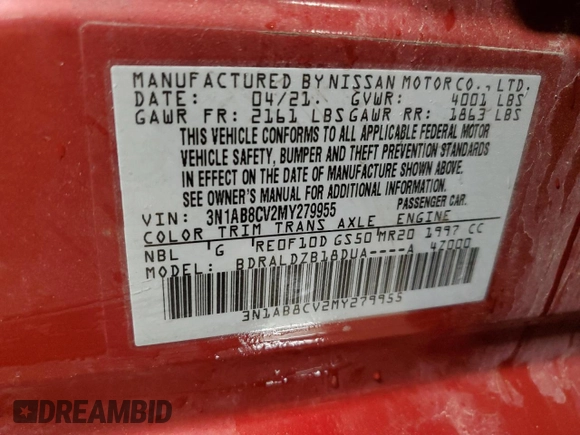 MANUFACTURED BY NISSAN MOTOR CO., LTD.
DATE: 04/21. GVWR: 4001 LBS
GAWR FR: 2161 LBS GAWR RR: 1863 LBS
THIS VEHICLE CONFORMS TO ALL APPLICABLE FEDERAL MOTOR
VEHICLE SAFETY, BUMPER AND THEFT PREVENTION STANDARDS
IN EFFECT ON THE DATE OF MANUFACTURE SHOWN ABOVE.
SEE OWNER'S MANUAL FOR ADDITIONAL INFORMATION.
VIN: 3N1AB8CV2MY279955 PASSENGER CAR.
COLOR TRIM TRANS AXLE ENGINE
NBL 'G 'RE0F10D GS50 MR20 1997 CC
MODEL: BDRALDZB18DUA----A 4Z000
3N1AB8CV2MY279955
DREAMBID